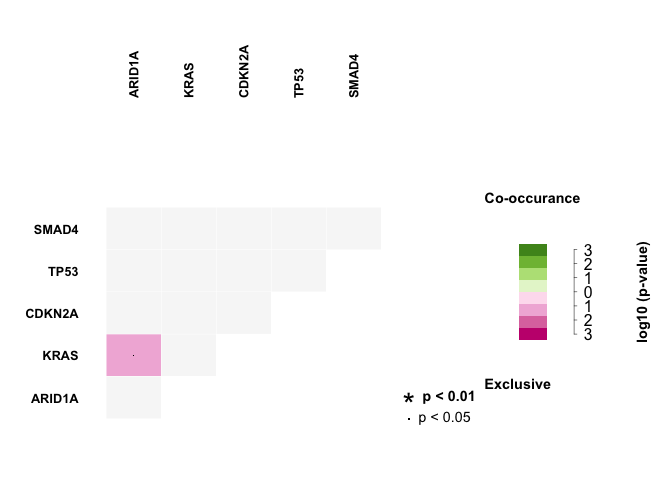 ARID1A
KRAS
CDKN2A
TP53
SMAD4
Co-occurance
SMAD4
TP53
CDKN2A
KRAS
ARID1A
3
2
1
0
1
2
3
log10 (p-value)
Exclusive
* p < 0.01
· p < 0.05